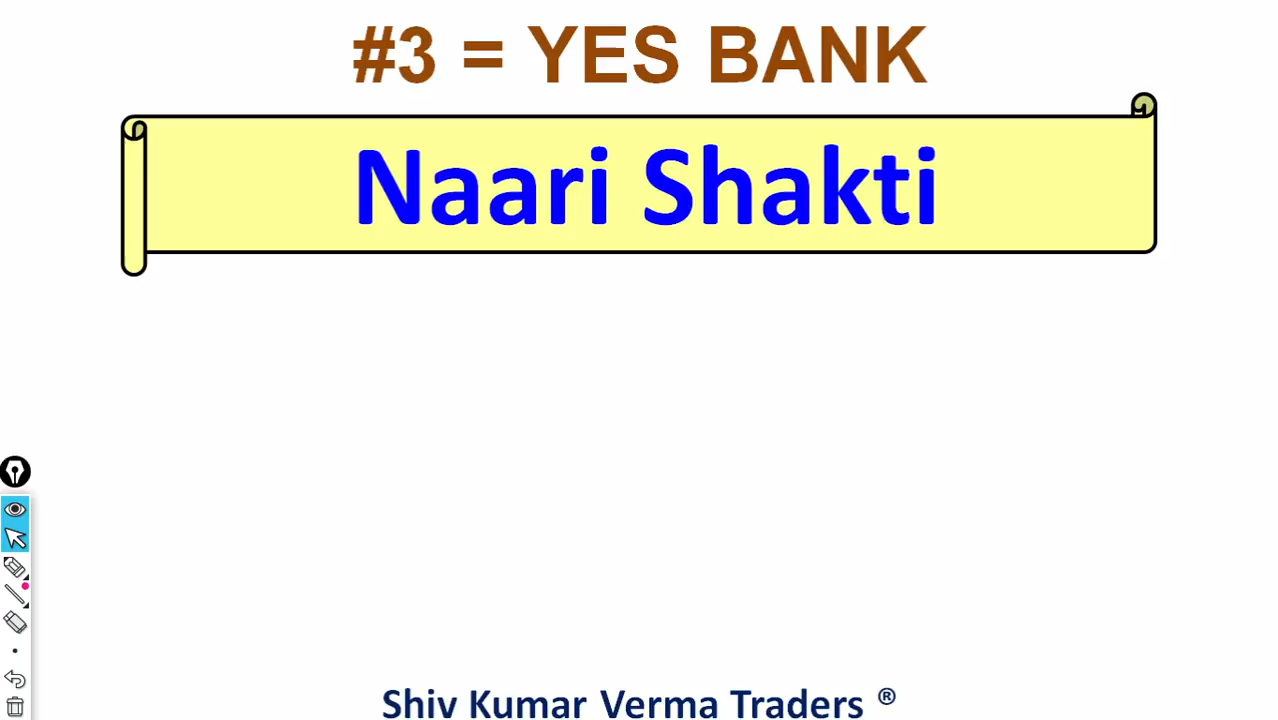 #3 = YES BANK
Naari Shakti
Shiv Kumar Verma Traders ®